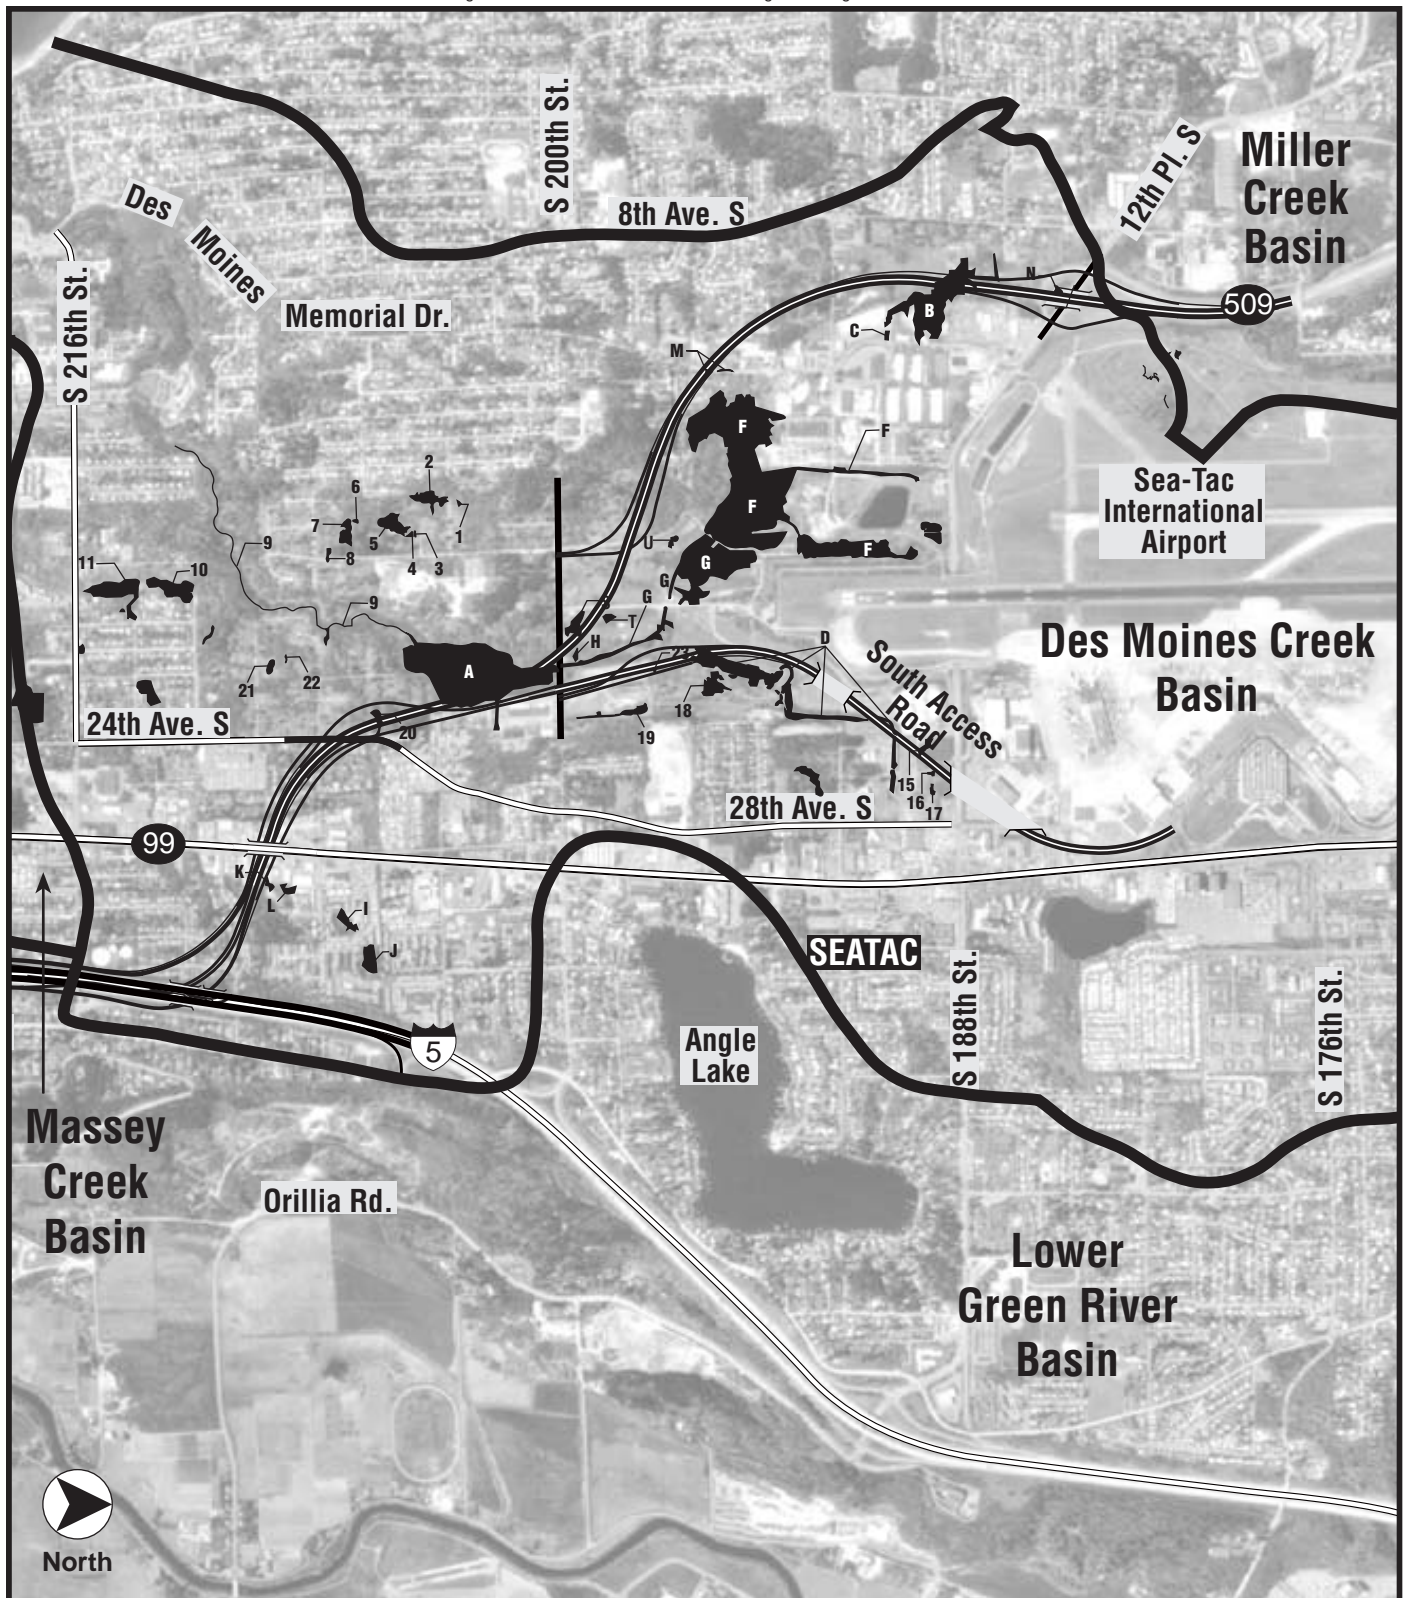 S 200th St.
12th Pl. S
Miller
Creek
Basin
Des
Moines
Memorial Dr.
8th Ave. S
S 216th St.
N
509
B
C
M
F
F
2
6
7
5
1
8
4
3
9
F
F
U
G
11
10
G
G
9
T
H
A
Sea-Tac
International
Airport
Des Moines Creek
Basin
D
23
South Access
Road
21
22
18
24th Ave. S
20
19
15
16
17
28th Ave. S
99
K
L
I
J
SEATAC
S 188th St.
S 176th St.
5
Angle
Lake
Massey
Creek
Basin
Orillia Rd.
Lower
Green River
Basin
North